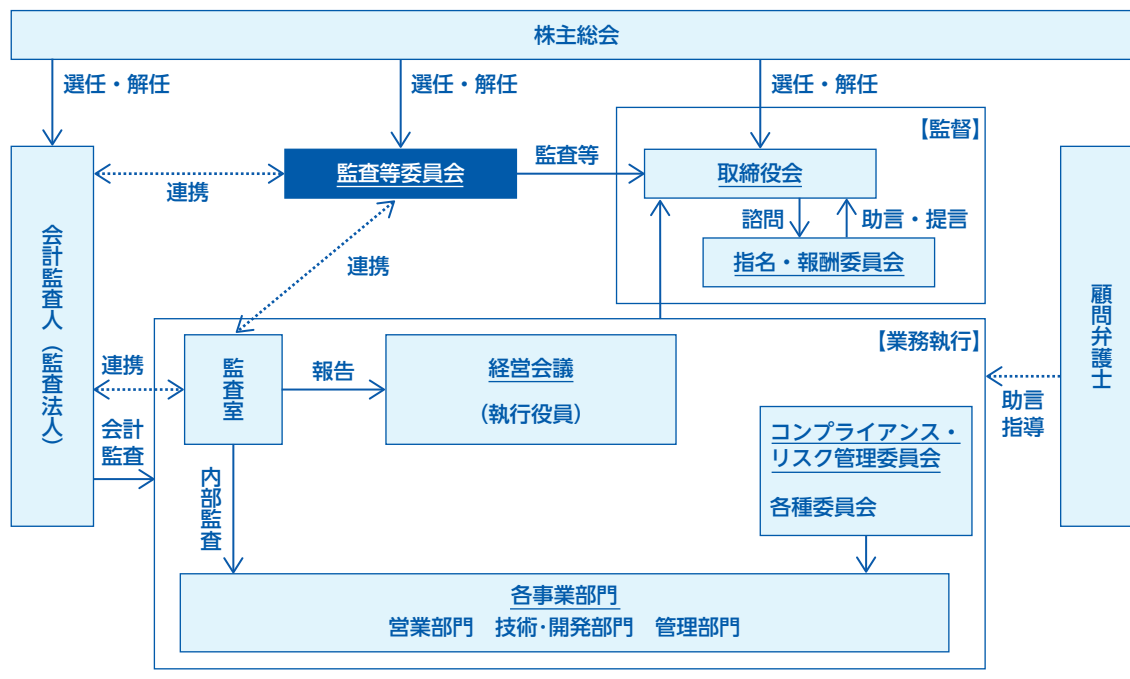 株主総会
選任・解任
選任・解任
選任・解任
【監督】
監査等委員会
監査等
取締役会
連携
諮問
助言・提言
指名・報酬委員会
連携
会計監査人（監査法人）
顧問弁護士
【業務執行】
連携
監査室
報告
経営会議
（執行役員）
助言
指導
会計
監査
コンプライアンス・
リスク管理委員会
各種委員会
内部監査
各事業部門
営業部門　技術・開発部門　管理部門